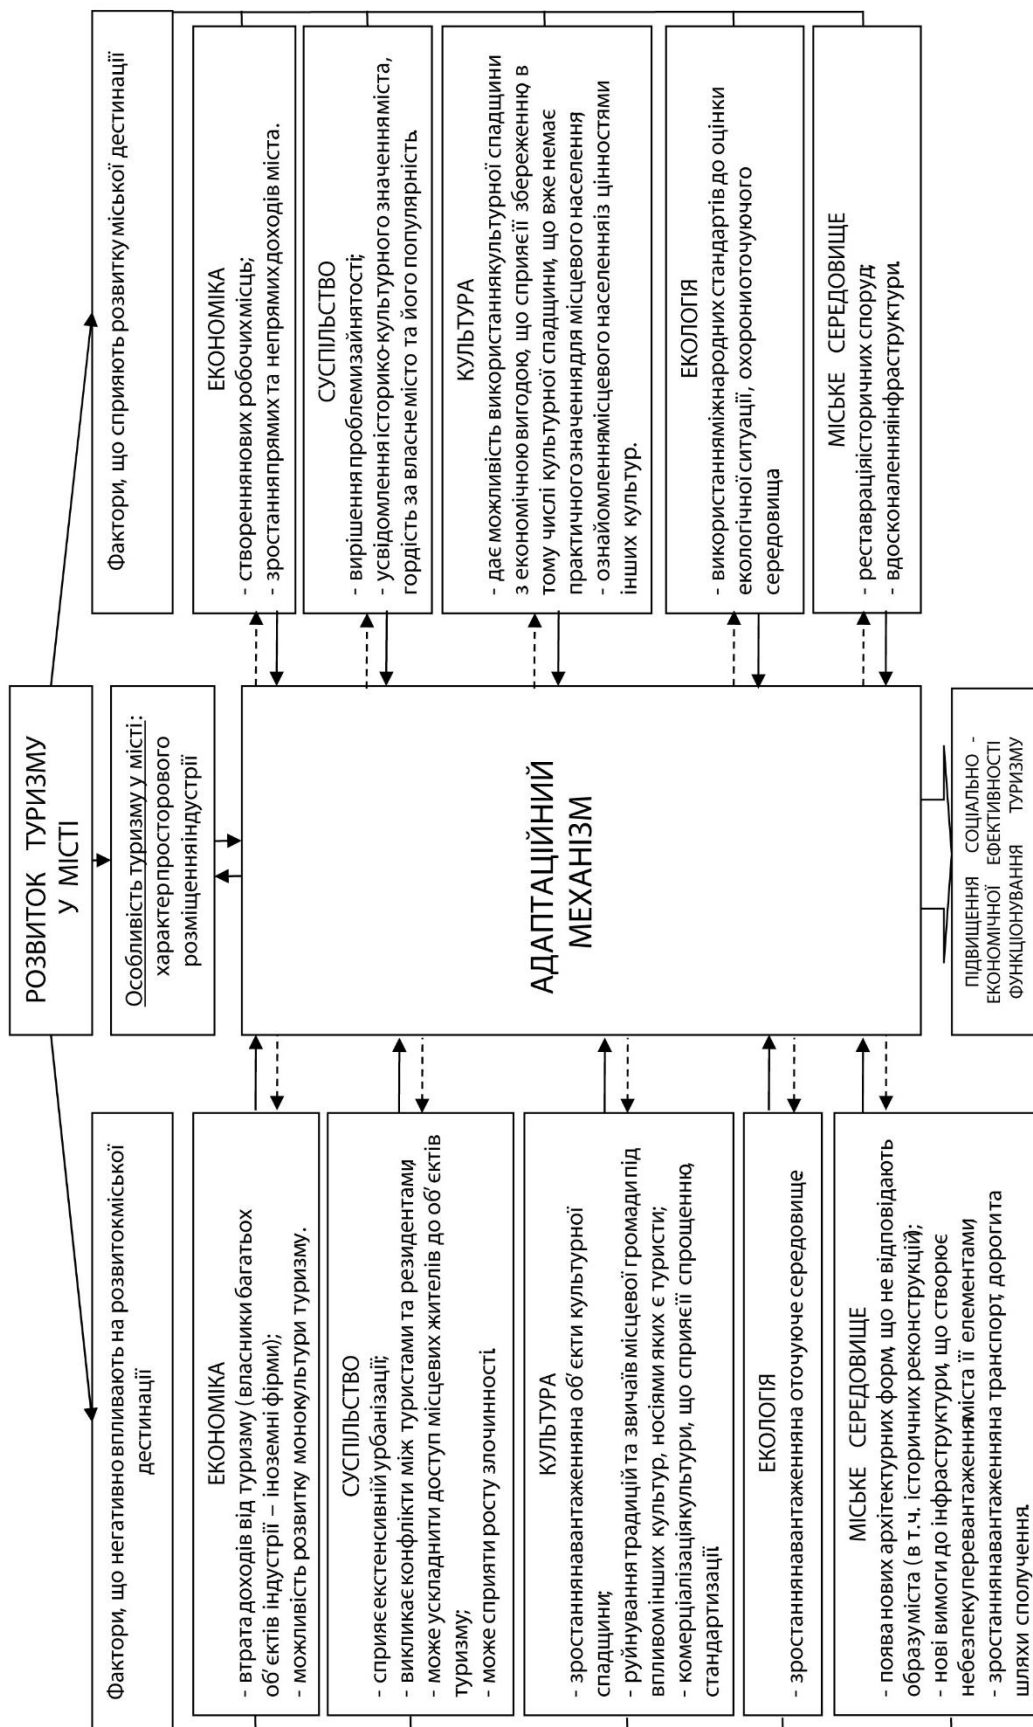 РОЗВИТОК ТУРИЗМУ
У МІСТІ
Фактори, що негативно впливають на розвиток міської
дестинації
Особливість туризму у місті:
характер просторового
розміщення індустрії
Фактори, що сприяють розвитку міської дестинації
ЕКОНОМІКА
- втрата доходів від туризму (власники багатьох
об'єктів індустрії – іноземні фірми);
- можливість розвитку монокультури туризму.
СУСПІЛЬСТВО
- сприяє екстенсивній урбанізації;
- викликає конфлікти між туристами та резидентами,
- може ускладнити доступ місцевих жителів до об'єктів
туризму;
- може сприяти росту злочинності.
КУЛЬТУРА
- зростання навантаження на об'єкти культурної
спадщини;
- руйнування традицій та звичаїв місцевої громади під
впливом інших культур, носіями яких є туристи;
- комерціалізація культури, що сприяє її спрощенню,
стандартизації.
ЕКОЛОГІЯ
- зростання навантаження на оточуюче середовище.
МІСЬКЕ СЕРЕДОВИЩЕ
- поява нових архітектурних форм, що не відповідають
образу міста (в т.ч. історичних реконструкцій);
- нові вимоги до інфраструктури, що створює
небезпеку перевантаження міста її елементами
- зростання навантаження на транспорт, дороги та
шляхи сполучення.
АДАПТАЦІЙНИЙ
МЕХАНІЗМ
ЕКОНОМІКА
- створення нових робочих місць;
- зростання прямих та непрямих доходів міста.
СУСПІЛЬСТВО
- вирішення проблеми зайнятості;
- усвідомлення історико-культурного значення міста,
гордість за власне місто та його популярність.
КУЛЬТУРА
- дає можливість використання культурної спадщини
з економічною вигодою, що сприяє її збереженню, в
тому числі культурної спадщини, що вже немає
практичного значення для місцевого населення
- ознайомлення місцевого населення із цінностями
інших культур.
ЕКОЛОГІЯ
- використання міжнародних стандартів до оцінки
екологічної ситуації, охорони оточуючого
середовища
МІСЬКЕ СЕРЕДОВИЩЕ
- реставрація історичних споруд;
- вдосконалення інфраструктури.
ПІДВИЩЕННЯ СОЦІАЛЬНО -
ЕКОНОМІЧНОЇ ЕФЕКТИВНОСТІ
ФУНКЦІОНУВАННЯ ТУРИЗМУ